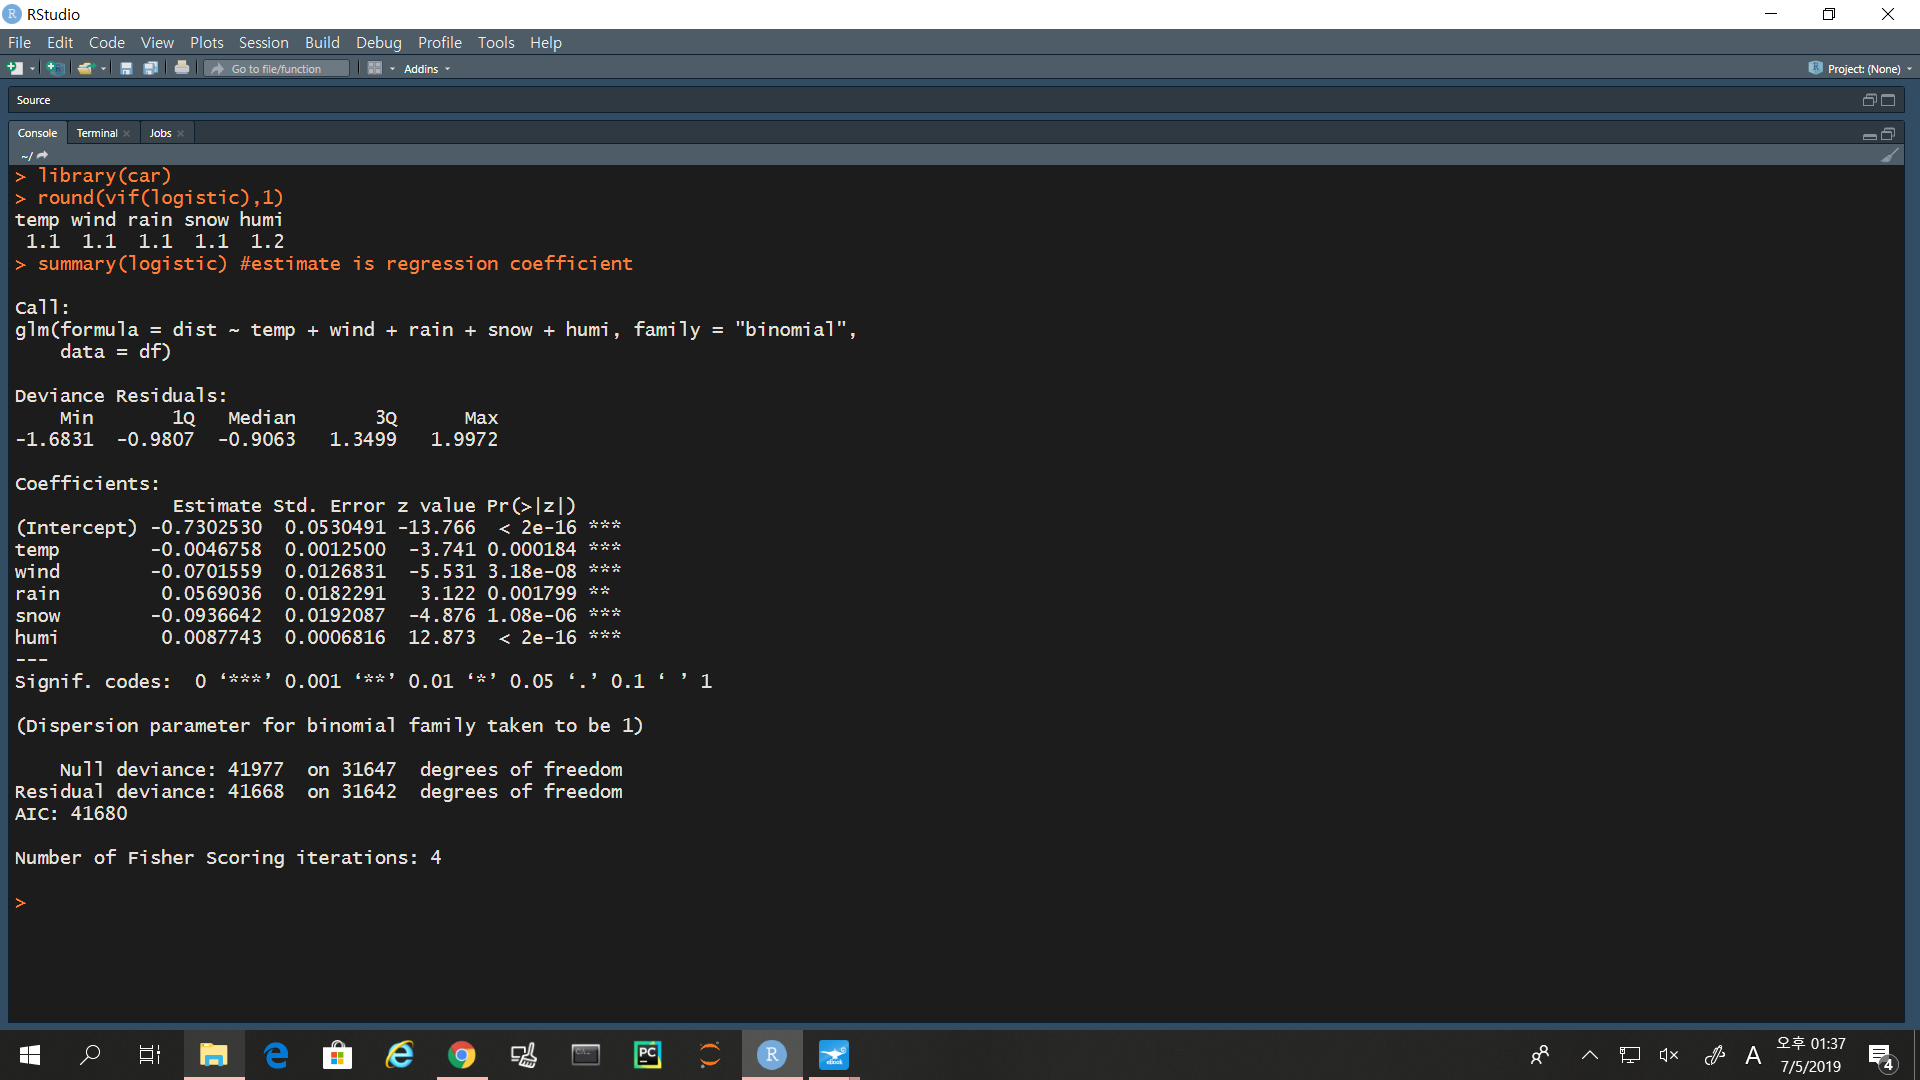 RStudio
File Edit Code View Plots Session Build Debug Profile Tools Help
Go to file/function Addins Project: (None)
Source
Console Terminal Jobs
~/
> library(car)
> round(vif(logistic),1)
temp wind rain snow humi
 1.1  1.1  1.1  1.1  1.2
> summary(logistic) #estimate is regression coefficient
Call:
glm(formula = dist ~ temp + wind + rain + snow + humi, family = "binomial",
    data = df)
Deviance Residuals:
    Min       1Q   Median       3Q      Max
-1.6831  -0.9807  -0.9063   1.3499   1.9972
Coefficients:
              Estimate Std. Error z value Pr(>|z|)
(Intercept) -0.7302530  0.0530491 -13.766  < 2e-16 ***
temp        -0.0046758  0.0012500  -3.741 0.000184 ***
wind        -0.0701559  0.0126831  -5.531 3.18e-08 ***
rain         0.0569036  0.0182291   3.122 0.001799 **
snow        -0.0936642  0.0192087  -4.876 1.08e-06 ***
humi         0.0087743  0.0006816  12.873  < 2e-16 ***
---
Signif. codes:  0 ‘***’ 0.001 ‘**’ 0.01 ‘*’ 0.05 ‘.’ 0.1 ‘ ’ 1
(Dispersion parameter for binomial family taken to be 1)
    Null deviance: 41977  on 31647  degrees of freedom
Residual deviance: 41668  on 31642  degrees of freedom
AIC: 41680
Number of Fisher Scoring iterations: 4
>
PC R A 오후 01:37
7/5/2019 4